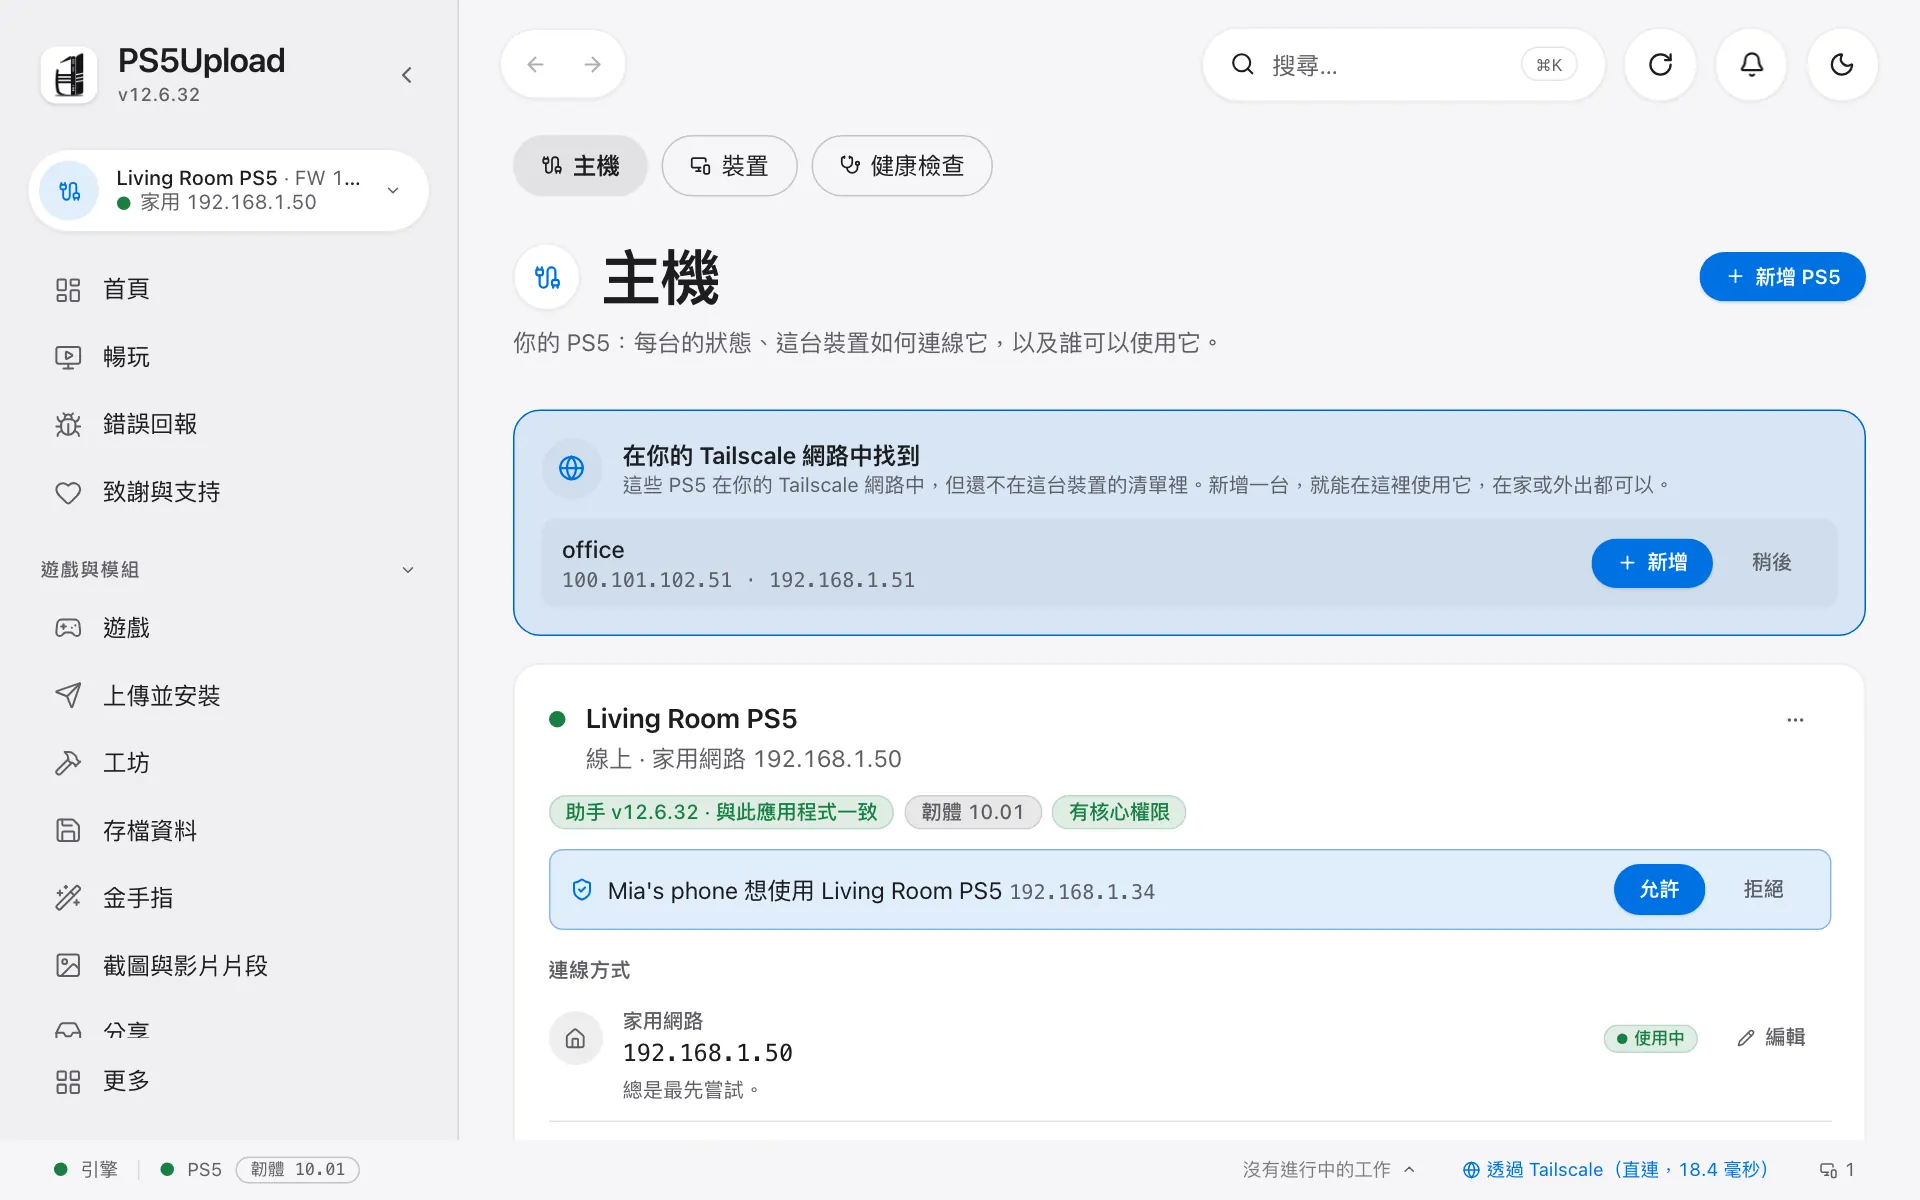 PS5Upload
v12.6.32
Living Room PS5 · FW 1...
家用 192.168.1.50
首頁
暢玩
錯誤回報
致謝與支持
遊戲與模組
遊戲
上傳並安裝
工坊
存檔資料
金手指
截圖與影片片段
分享
更多
搜尋...
⌘K
主機
裝置
健康檢查
主機
新增 PS5
你的 PS5：每台的狀態、這台裝置如何連線它，以及誰可以使用它。
在你的 Tailscale 網路中找到
這些 PS5 在你的 Tailscale 網路中，但還不在這台裝置的清單裡。新增一台，就能在這裡使用它，在家或外出都可以。
office
100.101.102.51 · 192.168.1.51
新增
稍後
Living Room PS5
線上 · 家用網路 192.168.1.50
助手 v12.6.32 · 與此應用程式一致
韌體 10.01
有核心權限
Mia's phone 想使用 Living Room PS5 192.168.1.34
允許
拒絕
連線方式
家用網路
192.168.1.50
總是最先嘗試。
使用中
編輯
引擎
PS5
韌體 10.01
沒有進行中的工作
透過 Tailscale（直連，18.4 毫秒）
1